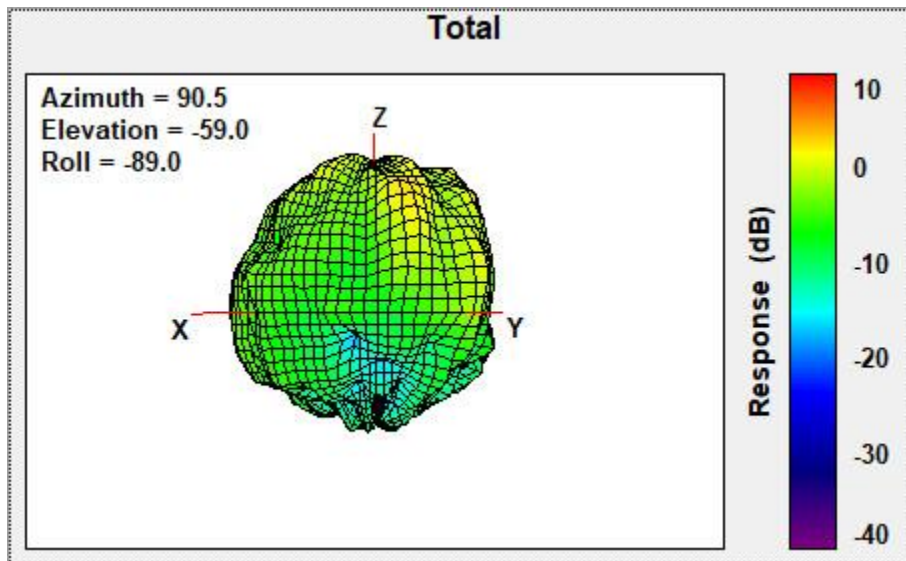 Total
Azimuth = 90.5
Elevation = -59.0
Roll = -89.0
Z
X
Y
10
0
-10
-20
-30
-40
Response (dB)